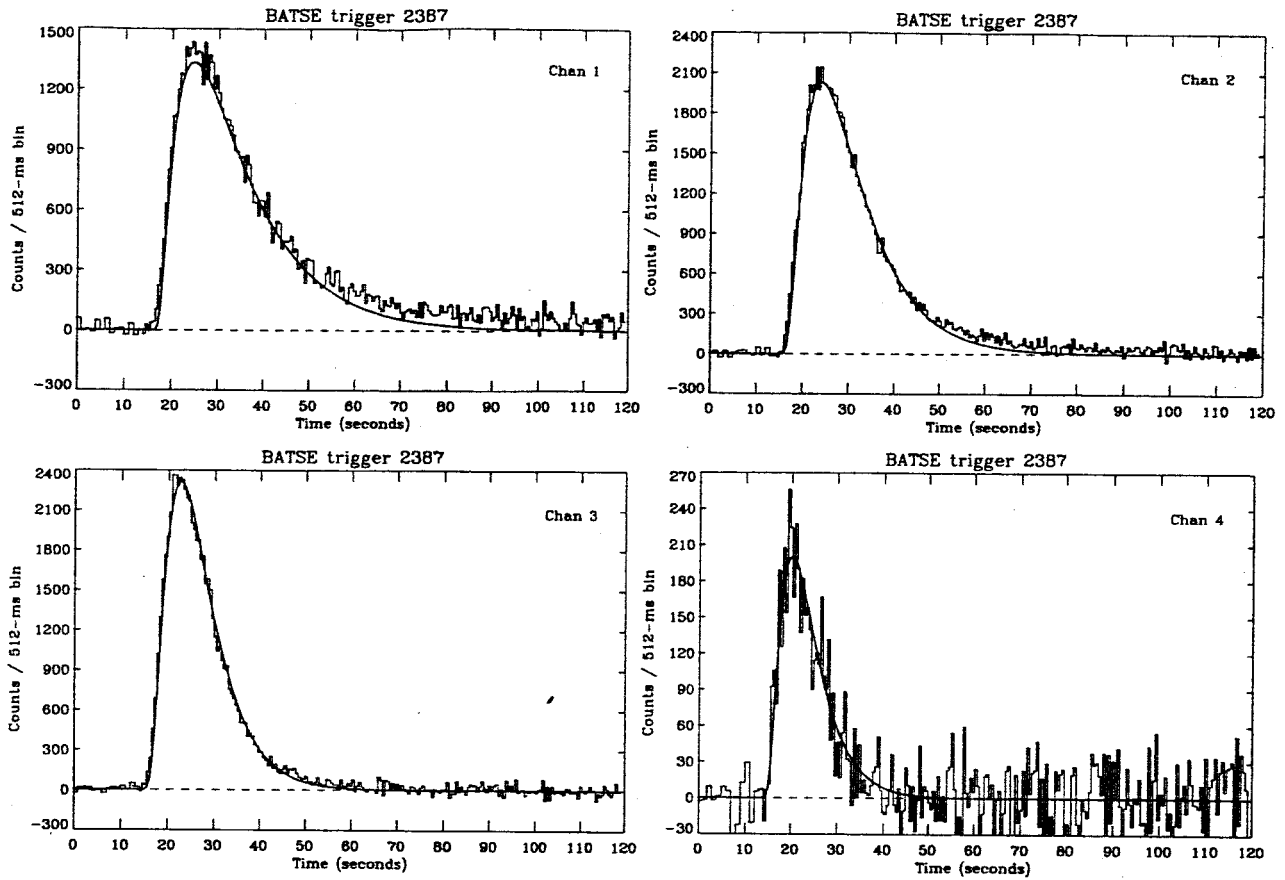 BATSE trigger 2387
1500
1200
900
600
300
0
−300
Counts / 512-ms bin
Chan 1
0 10 20 30 40 50 60 70 80 90 100 110 120
Time (seconds)
BATSE trigger 2387
2400
2100
1800
1500
1200
900
600
300
0
−300
Counts / 512-ms bin
Chan 2
0 10 20 30 40 50 60 70 80 90 100 110 120
Time (seconds)
BATSE trigger 2387
2400
2100
1800
1500
1200
900
600
300
0
−300
Counts / 512-ms bin
Chan 3
0 10 20 30 40 50 60 70 80 90 100 110 120
Time (seconds)
BATSE trigger 2387
270
240
210
180
150
120
90
60
30
0
−30
Counts / 512-ms bin
Chan 4
0 10 20 30 40 50 60 70 80 90 100 110 120
Time (seconds)